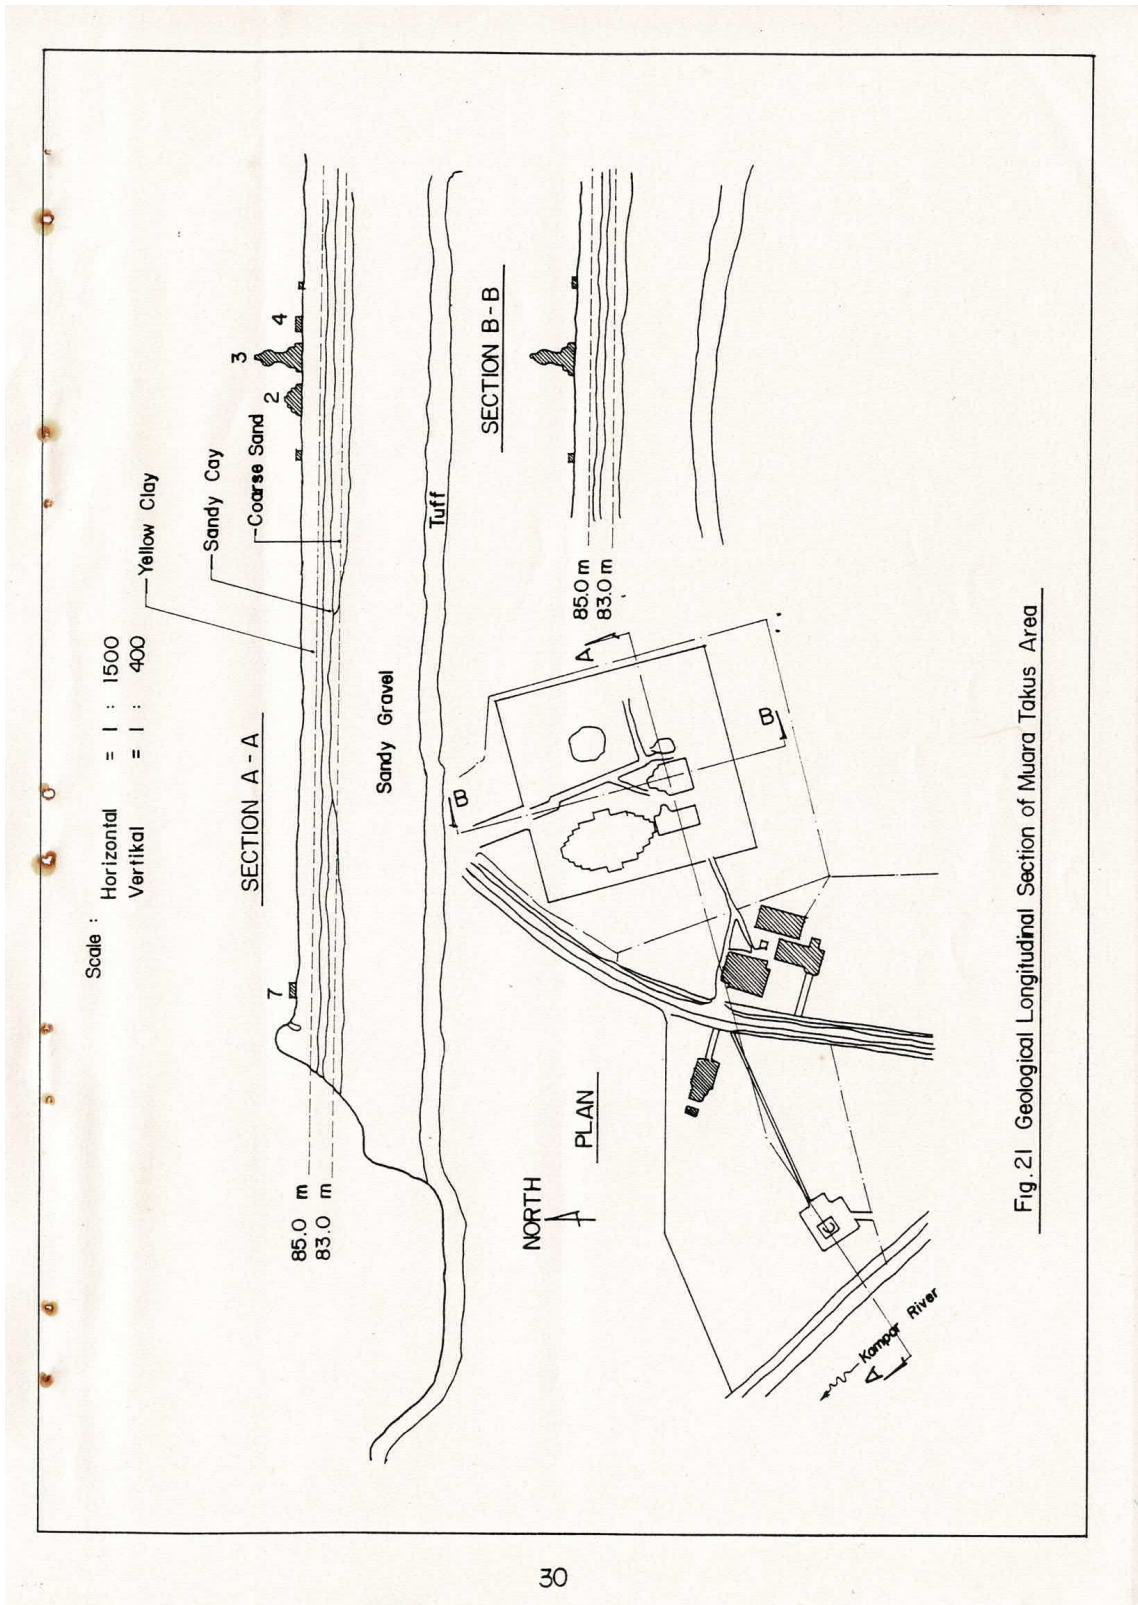 Scale :
Horizontal = 1 : 1500
Vertikal = 1 : 400
Yellow Clay
Sandy Cay
Coarse Sand
SECTION A-A
7
2
3
4
85.0 m
83.0 m
Sandy Gravel
Tuff
SECTION B-B
85.0 m
83.0 m
NORTH
PLAN
A
B
B
A
Kampar River
Fig. 21 Geological Longitudinal Section of Muara Takus Area
30